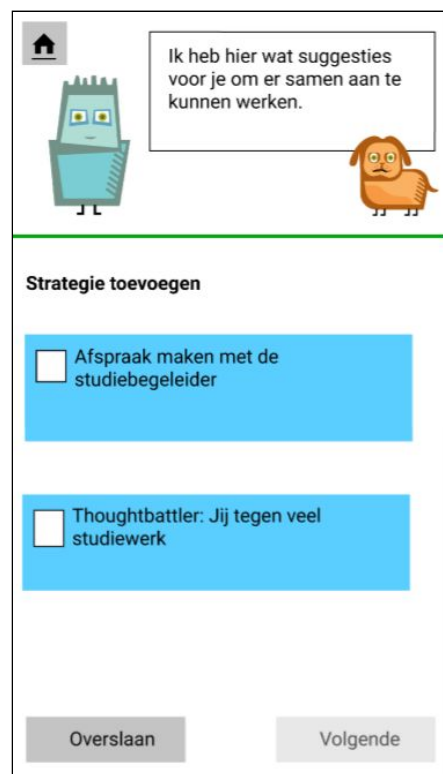 Ik heb hier wat suggesties
voor je om er samen aan te
kunnen werken.
Strategie toevoegen
Afspraak maken met de
studiebegeleider
Thoughtbattler: Jij tegen veel
studiewerk
Overslaan
Volgende